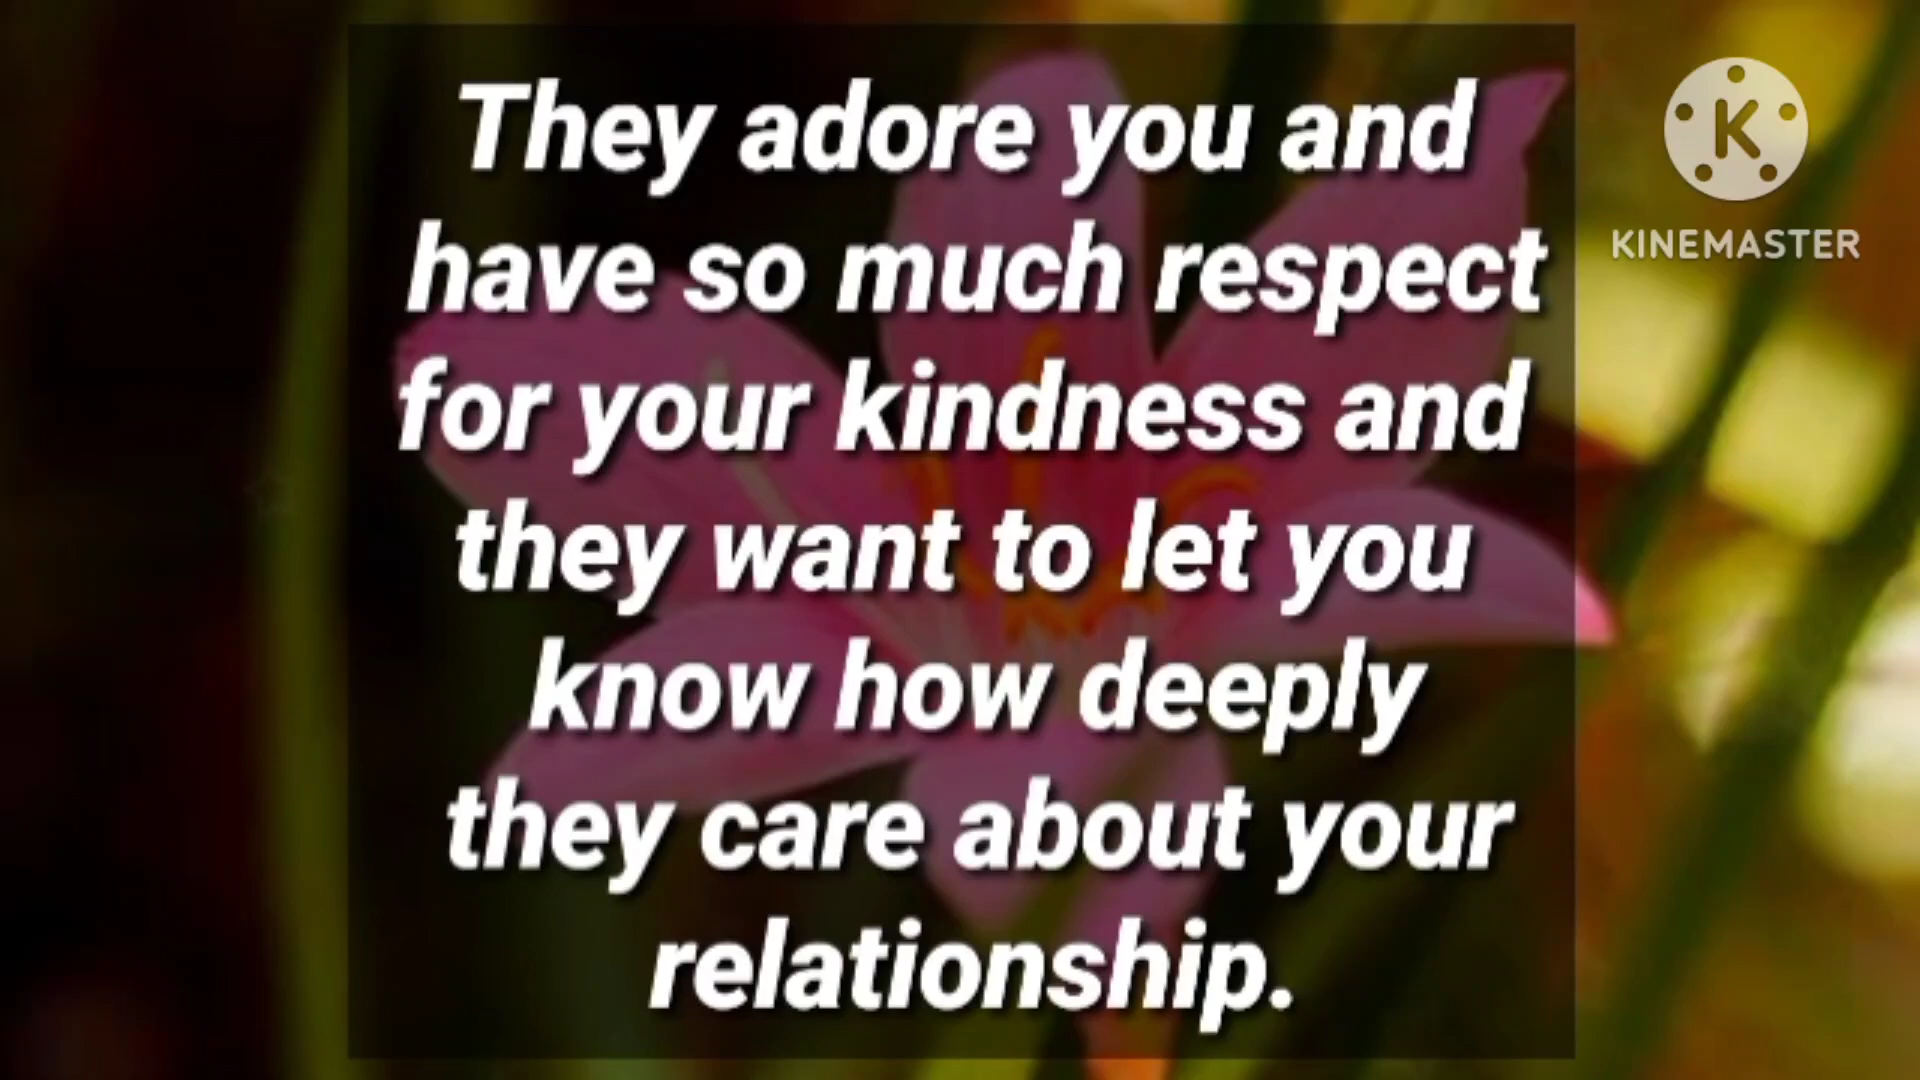 They adore you and
have so much respect
for your kindness and
they want to let you
know how deeply
they care about your
relationship.
K
KINEMASTER